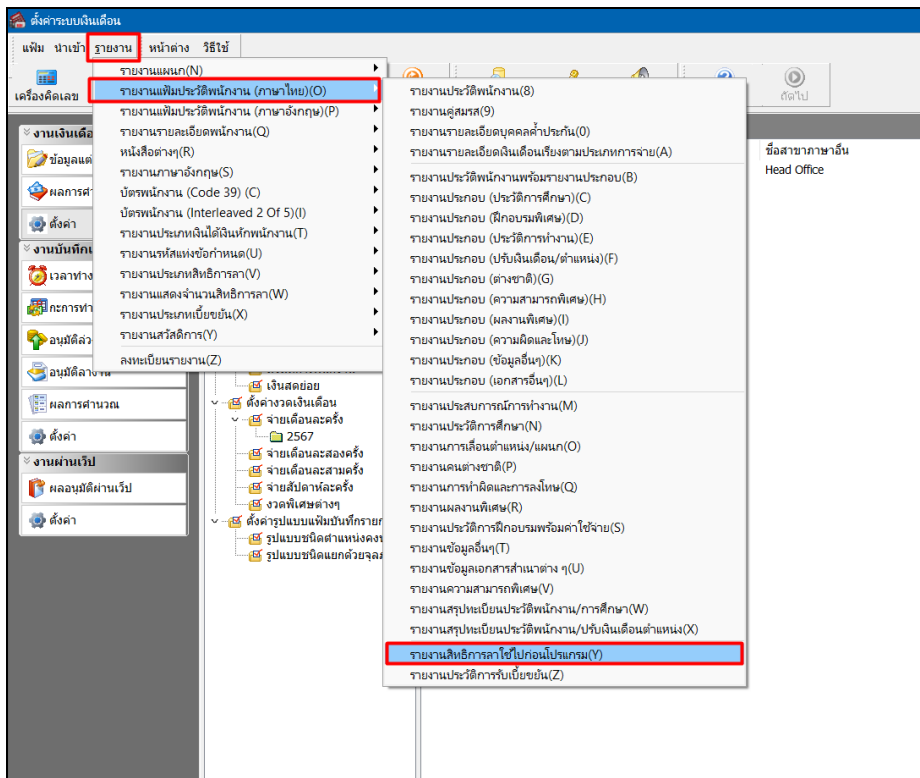 ตั้งค่าระบบเงินเดือน
แฟ้ม นำเข้า รายงาน หน้าต่าง วิธีใช้
เครื่องคิดเลข
ถัดไป
รายงานแผนก(N)
รายงานแฟ้มประวัติพนักงาน (ภาษาไทย)(O)
รายงานแฟ้มประวัติพนักงาน (ภาษาอังกฤษ)(P)
รายงานรายละเอียดพนักงาน(Q)
หนังสือต่างๆ(R)
รายงานภาษาอังกฤษ(S)
บัตรพนักงาน (Code 39) (C)
บัตรพนักงาน (Interleaved 2 Of 5)(I)
รายงานประเภทเงินได้เงินหักพนักงาน(T)
รายงานรหัสแห่งข้อกำหนด(U)
รายงานประเภทสิทธิการลา(V)
รายงานแสดงจำนวนสิทธิการลา(W)
รายงานประเภทเบี้ยขยัน(X)
รายงานสวัสดิการ(Y)
ลงทะเบียนรายงาน(Z)
รายงานประวัติพนักงาน(8)
รายงานคู่สมรส(9)
รายงานรายละเอียดบุคคลค้ำประกัน(0)
รายงานรายละเอียดเงินเดือนเรียงตามประเภทการจ่าย(A)
รายงานประวัติพนักงานพร้อมรายงานประกอบ(B)
รายงานประกอบ (ประวัติการศึกษา)(C)
รายงานประกอบ (ฝึกอบรมพิเศษ)(D)
รายงานประกอบ (ประวัติการทำงาน)(E)
รายงานประกอบ (ปรับเงินเดือน/ตำแหน่ง)(F)
รายงานประกอบ (ต่างชาติ)(G)
รายงานประกอบ (ความสามารถพิเศษ)(H)
รายงานประกอบ (ผลงานพิเศษ)(I)
รายงานประกอบ (ความผิดและโทษ)(J)
รายงานประกอบ (ข้อมูลอื่นๆ)(K)
รายงานประกอบ (เอกสารอื่นๆ)(L)
รายงานประสบการณ์การทำงาน(M)
รายงานประวัติการศึกษา(N)
รายงานการเลื่อนตำแหน่ง/แผนก(O)
รายงานคนต่างชาติ(P)
รายงานการทำผิดและการลงโทษ(Q)
รายงานผลงานพิเศษ(R)
รายงานประวัติการฝึกอบรมพร้อมค่าใช้จ่าย(S)
รายงานข้อมูลอื่นๆ(T)
รายงานข้อมูลเอกสารสำเนาต่าง ๆ(U)
รายงานความสามารถพิเศษ(V)
รายงานสรุปทะเบียนประวัติพนักงาน/การศึกษา(W)
รายงานสรุปทะเบียนประวัติพนักงาน/ปรับเงินเดือนตำแหน่ง(X)
รายงานสิทธิการลาใช้ไปก่อนโปรแกรม(Y)
รายงานประวัติการรับเบี้ยขยัน(Z)
ชื่อสาขาภาษาอื่น
Head Office
งานเงินเดือ
ข้อมูลแต่
ผลการคำ
ตั้งค่า
งานบันทึกเ
เวลาทำง
กะการทำ
อนุมัติล่ว
อนุมัติลางาน
ผลการคำนวณ
ตั้งค่า
งานผ่านเว็ป
ผลอนุมัติผ่านเว็ป
ตั้งค่า
เงินสดย่อย
ตั้งค่างวดเงินเดือน
จ่ายเดือนละครั้ง
2567
จ่ายเดือนละสองครั้ง
จ่ายเดือนละสามครั้ง
จ่ายสัปดาห์ละครั้ง
งวดพิเศษต่างๆ
ตั้งค่ารูปแบบแฟ้มบันทึกรายก
รูปแบบชนิดตำแหน่งคงที
รูปแบบชนิดแยกด้วยจุลภ